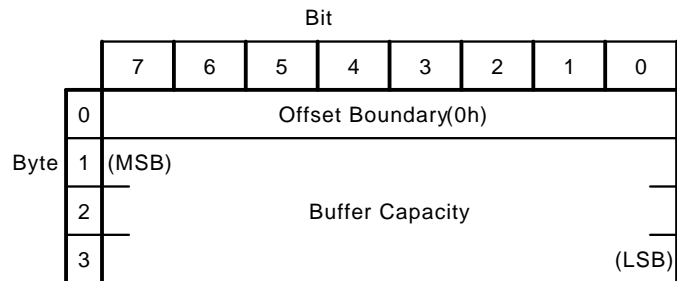 Bit
7 6 5 4 3 2 1 0
0 Offset Boundary(0h)
Byte 1 (MSB)
2 Buffer Capacity
3 (LSB)